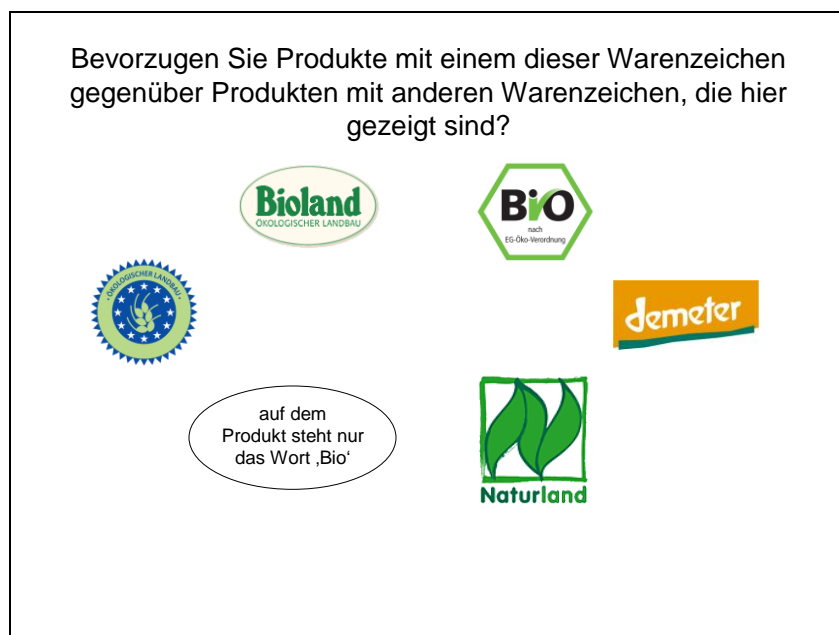 Bevorzugen Sie Produkte mit einem dieser Warenzeichen
gegenüber Produkten mit anderen Warenzeichen, die hier
gezeigt sind?
Bioland
ÖKOLOGISCHER LANDBAU
BiO
nach
EG-Öko-Verordnung
ÖKOLOGISCHER LANDBAU
demeter
auf dem
Produkt steht nur
das Wort ‚Bio‘
Naturland